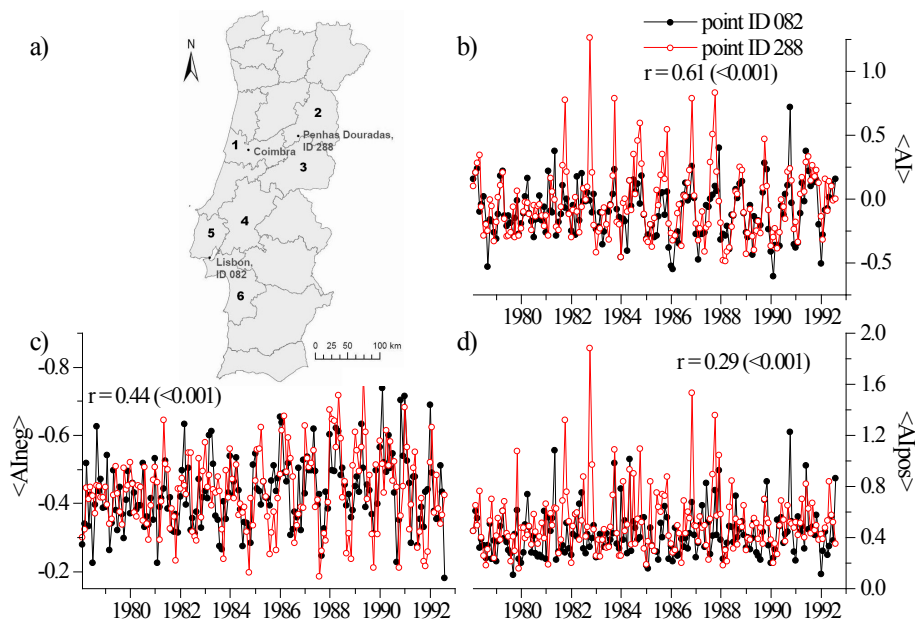 a)
N
1
2
3
4
5
6
Coimbra
Penhas Douradas,
ID 288
Lisbon,
ID 082
0 25 50 100 km
b)
point ID 082
point ID 288
r = 0.61 (<0.001)
1.0
0.5
0.0
-0.5
<AI>
1980 1982 1984 1986 1988 1990 1992
c)
r = 0.44 (<0.001)
-0.8
-0.6
-0.4
-0.2
<AIneg>
1980 1982 1984 1986 1988 1990 1992
d)
r = 0.29 (<0.001)
2.0
1.6
1.2
0.8
0.4
0.0
<AIpos>
1980 1982 1984 1986 1988 1990 1992